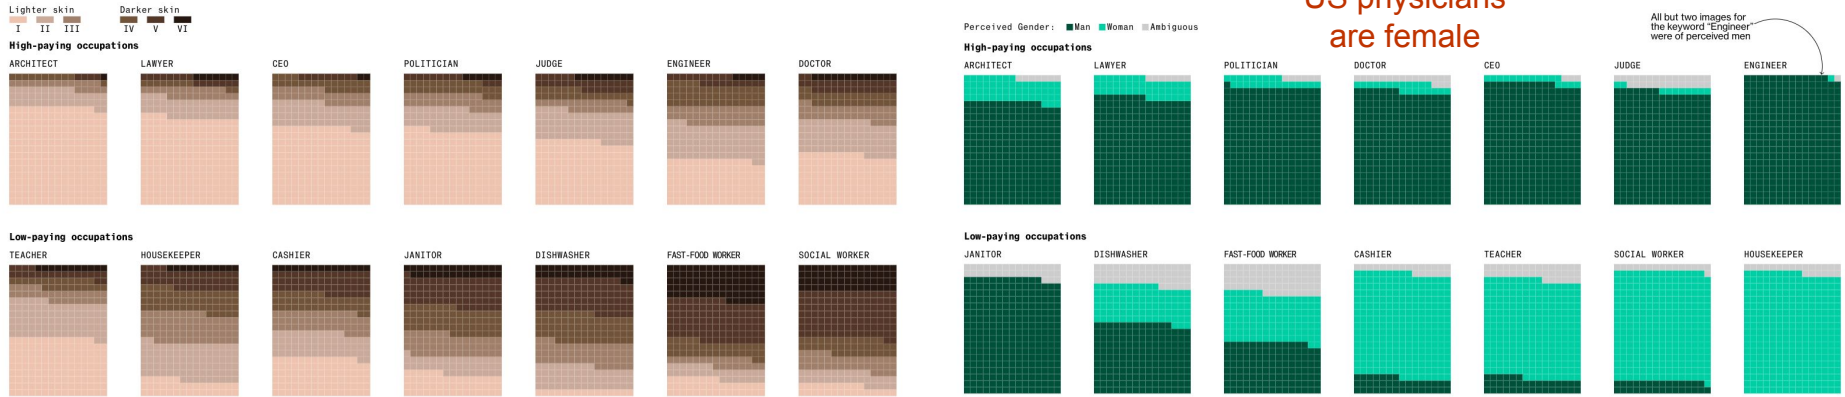 Lighter skin
Darker skin
I II III
IV V VI
High-paying occupations
ARCHITECT LAWYER CEO POLITICIAN JUDGE ENGINEER DOCTOR
Low-paying occupations
TEACHER HOUSEKEEPER CASHIER JANITOR DISHWASHER FAST-FOOD WORKER SOCIAL WORKER
US physicians
are female
All but two images for
the keyword "Engineer"
were of perceived men
Perceived Gender: Man Woman Ambiguous
High-paying occupations
ARCHITECT LAWYER POLITICIAN DOCTOR CEO JUDGE ENGINEER
Low-paying occupations
JANITOR DISHWASHER FAST-FOOD WORKER CASHIER TEACHER SOCIAL WORKER HOUSEKEEPER